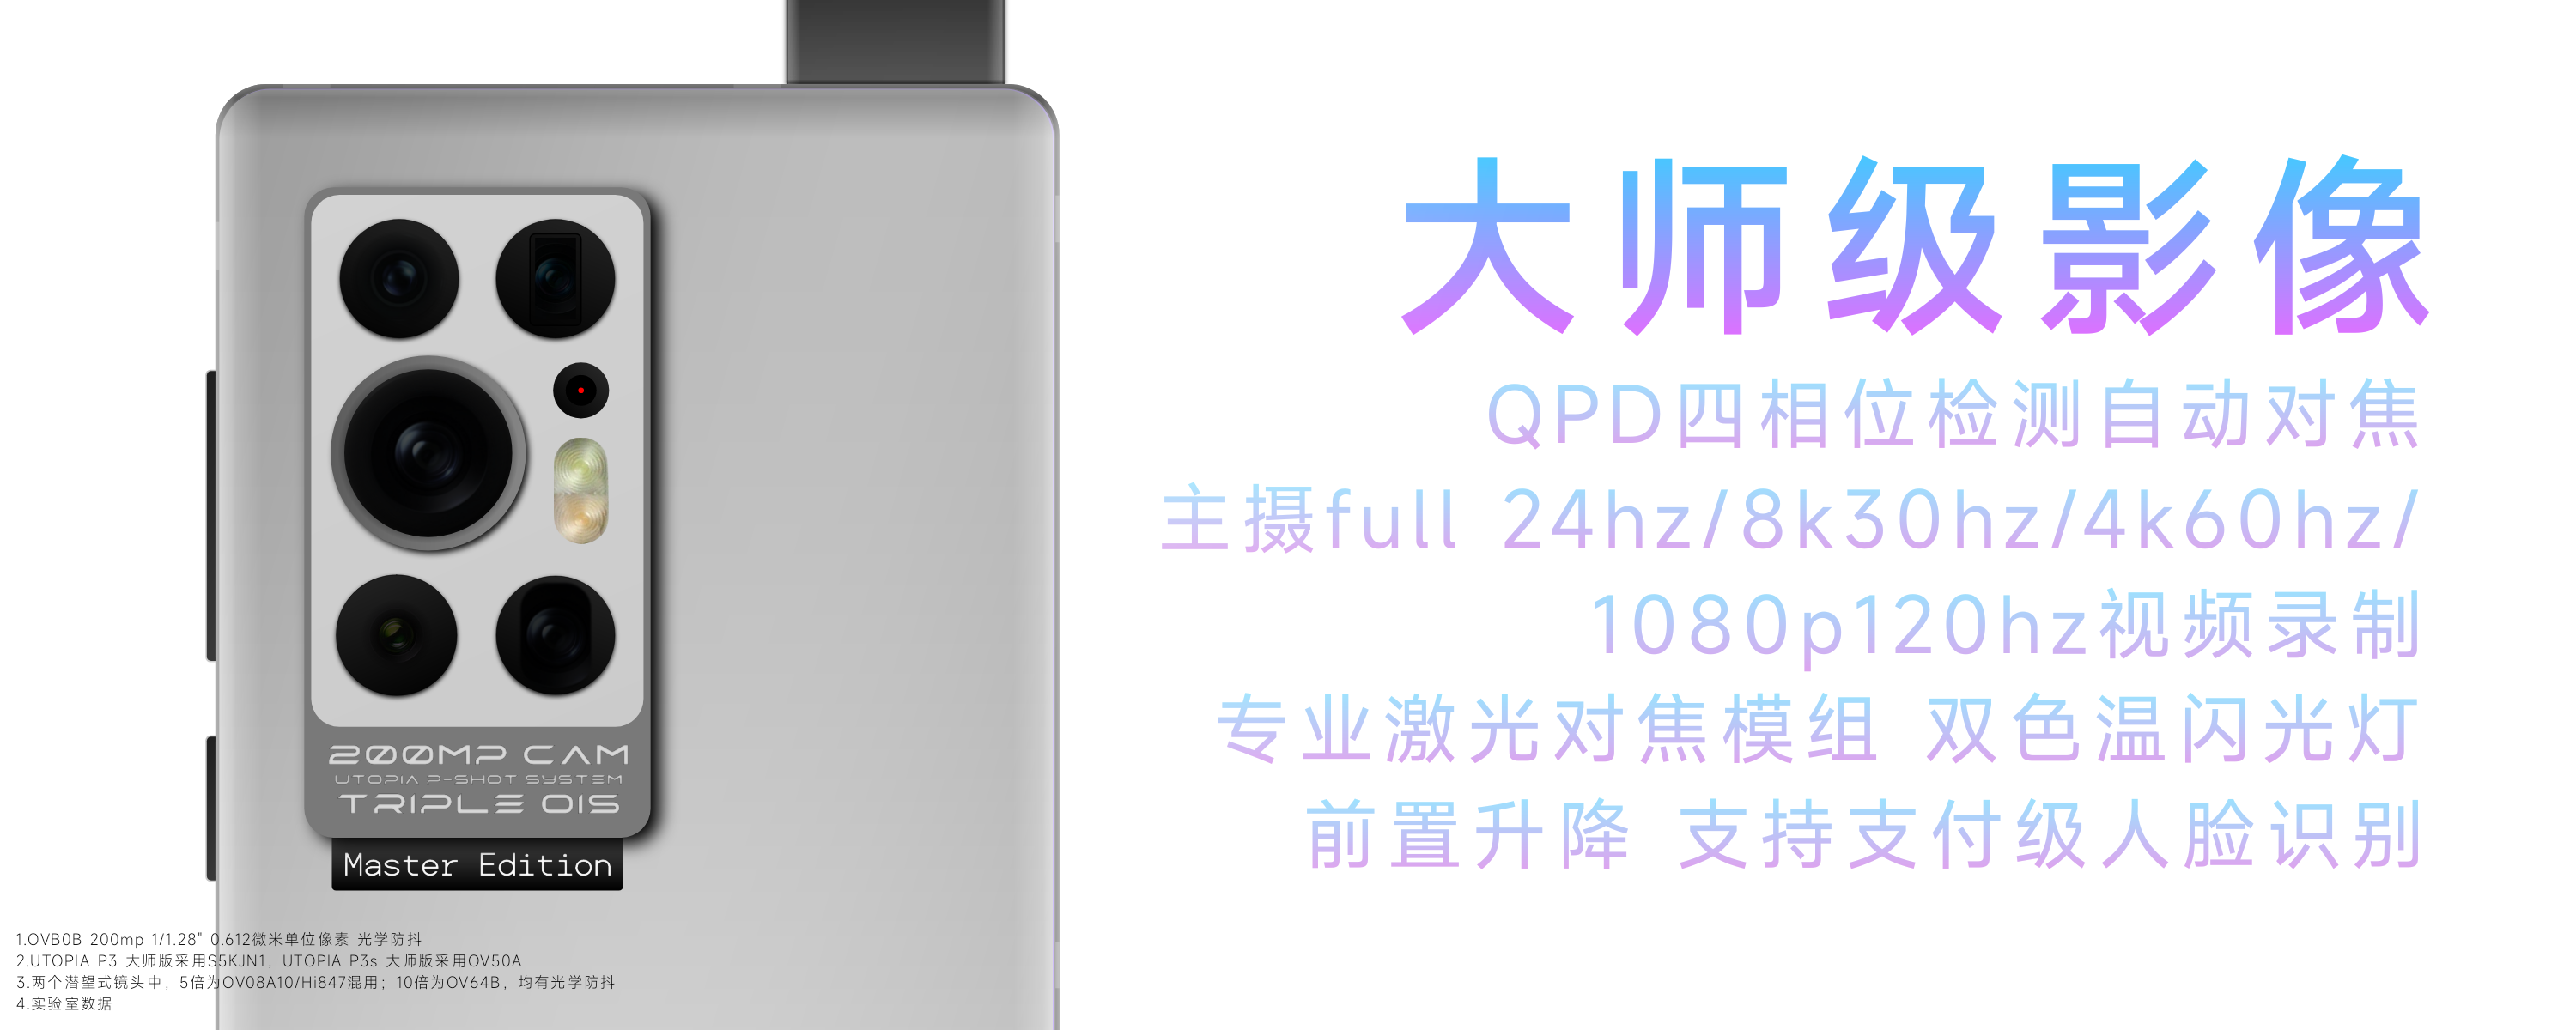 大师级影像
QPD四相位检测自动对焦
主摄full 24hz/8k30hz/4k60hz/
1080p120hz视频录制
专业激光对焦模组 双色温闪光灯
前置升降 支持支付级人脸识别
200MP CAM
UTOPIA P-SHOT SYSTEM
TRIPLE OIS
Master Edition
1.OVB0B 200mp 1/1.28" 0.612微米单位像素 光学防抖
2.UTOPIA P3 大师版采用S5KJN1，UTOPIA P3s 大师版采用OV50A
3.两个潜望式镜头中，5倍为OV08A10/Hi847混用；10倍为OV64B，均有光学防抖
4.实验室数据